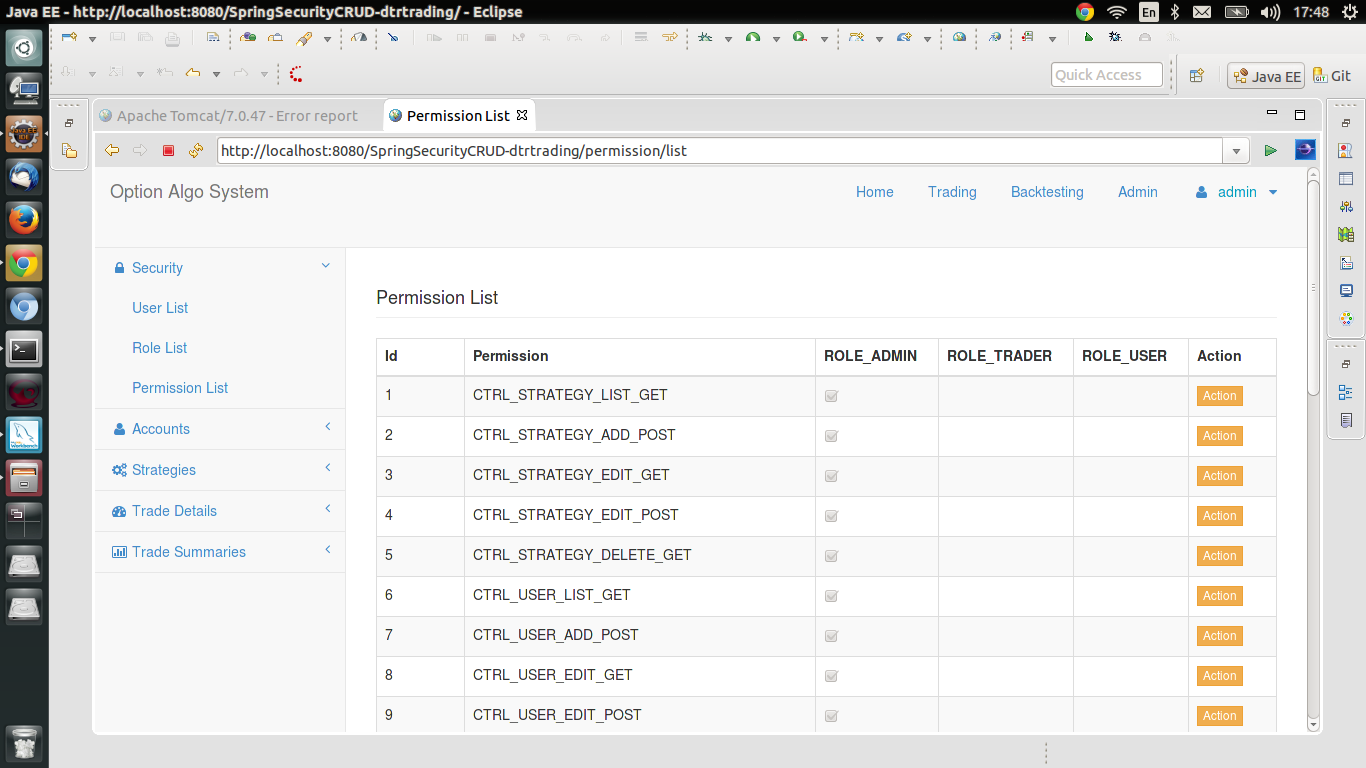 Java EE - http://localhost:8080/SpringSecurityCRUD-dtrtrading/ - Eclipse
En
17:48
Quick Access
Java EE
Git
Apache Tomcat/7.0.47 - Error report
Permission List
http://localhost:8080/SpringSecurityCRUD-dtrtrading/permission/list
Option Algo System
Home Trading Backtesting Admin admin
Security
User List
Role List
Permission List
Accounts
Strategies
Trade Details
Trade Summaries
Permission List
Id Permission ROLE_ADMIN ROLE_TRADER ROLE_USER Action
1 CTRL_STRATEGY_LIST_GET Action
2 CTRL_STRATEGY_ADD_POST Action
3 CTRL_STRATEGY_EDIT_GET Action
4 CTRL_STRATEGY_EDIT_POST Action
5 CTRL_STRATEGY_DELETE_GET Action
6 CTRL_USER_LIST_GET Action
7 CTRL_USER_ADD_POST Action
8 CTRL_USER_EDIT_GET Action
9 CTRL_USER_EDIT_POST Action